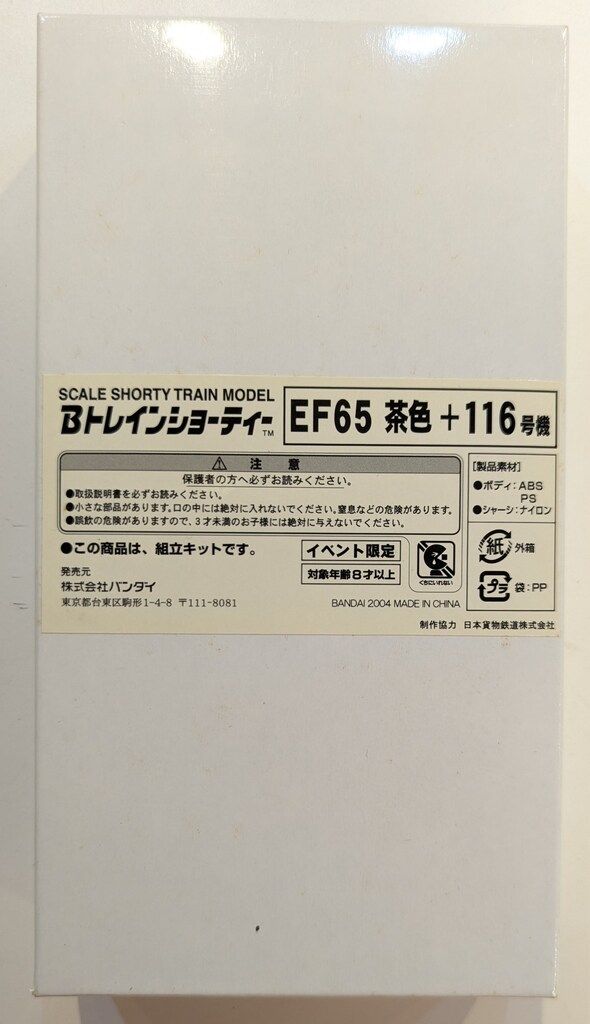 SCALE SHORTY TRAIN MODEL
Bトレインショーティー™
EF65 茶色+116号機
⚠ 注意
保護者の方へ必ずお読みください。
●取扱説明書を必ずお読みください。
●小さな部品があります。口の中には絶対に入れないでください。窒息などの危険があります。
●誤飲の危険がありますので、3才未満のお子様には絶対に与えないでください。
●この商品は、組立キットです。
発売元
株式会社バンダイ
東京都台東区駒形1-4-8 〒111-8081
イベント限定
対象年齢8才以上
くちにいれない
BANDAI 2004 MADE IN CHINA
[製品素材]
●ボディ:ABS
PS
●シャーシ:ナイロン
紙 外箱
プラ 袋:PP
制作協力 日本貨物鉄道株式会社